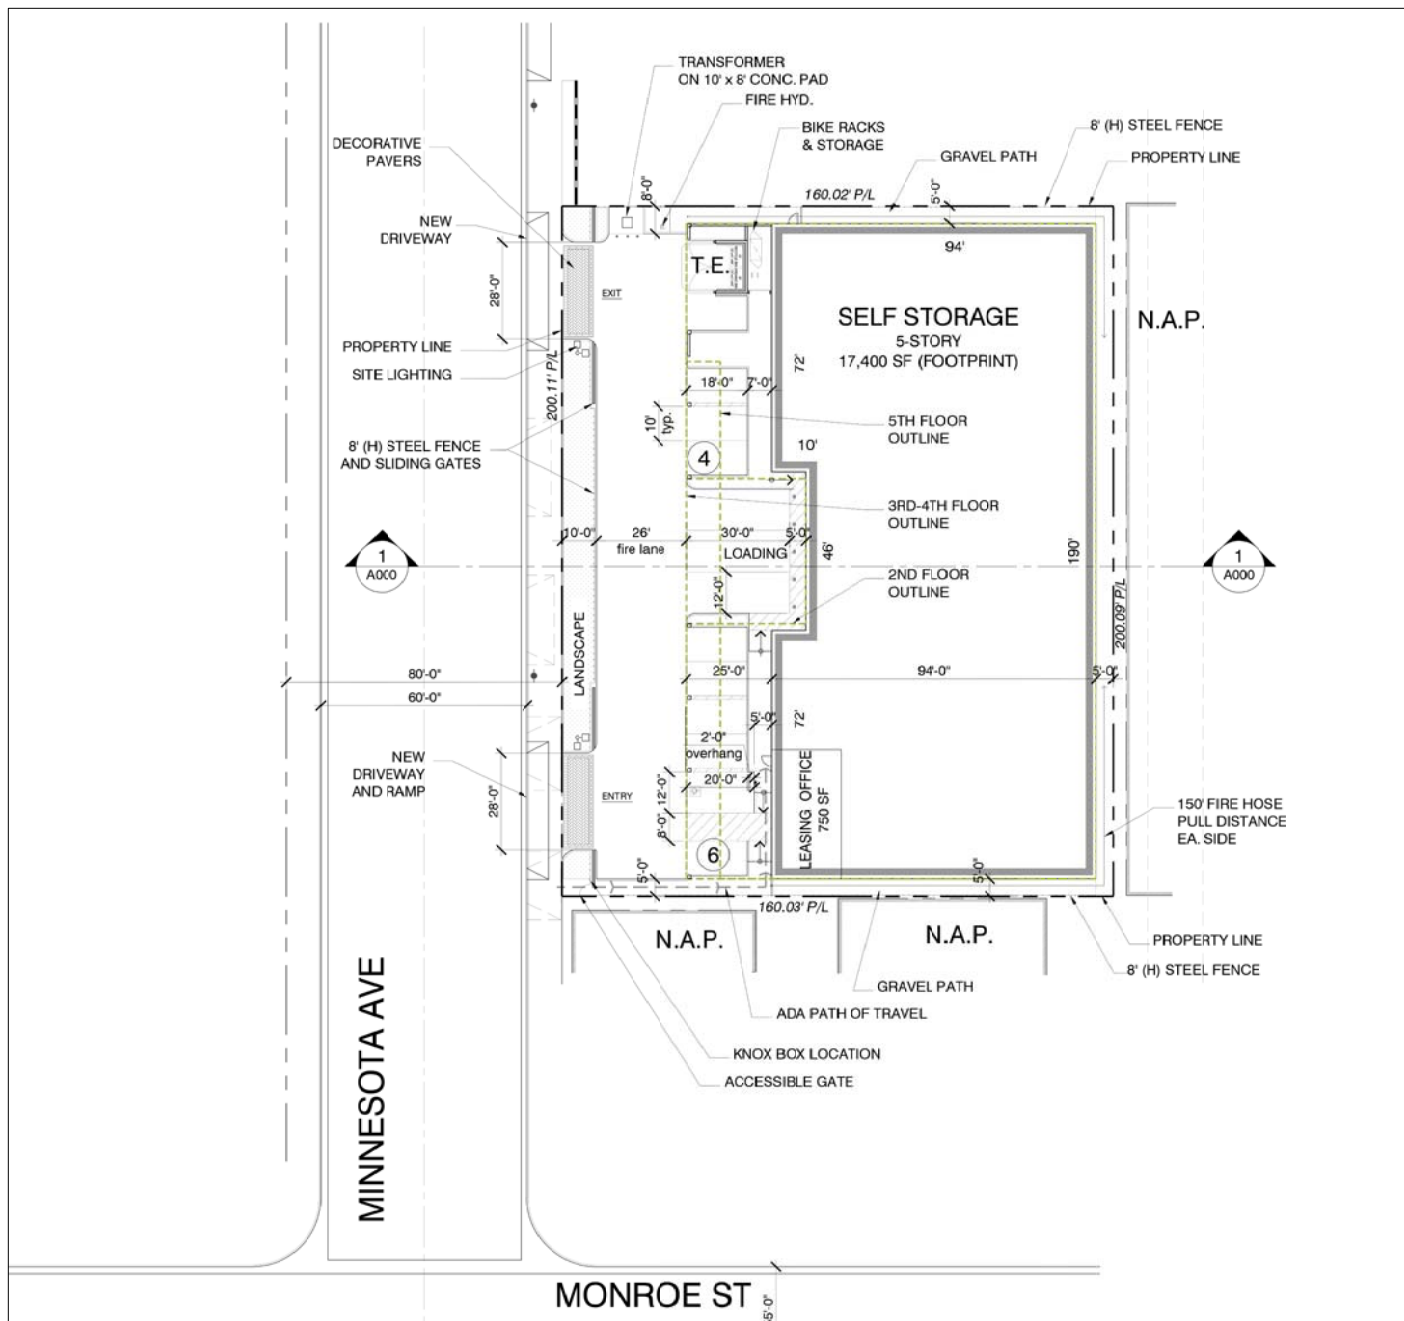 TRANSFORMER
ON 10' x 8' CONC. PAD
FIRE HYD.
BIKE RACKS
& STORAGE
8' (H) STEEL FENCE
GRAVEL PATH
PROPERTY LINE
DECORATIVE
PAVERS
160.02' P/L
8'-0"
5'-0"
NEW
DRIVEWAY
94'
T.E.
28'-0"
EXIT
SELF STORAGE
5-STORY
17,400 SF (FOOTPRINT)
N.A.P.
PROPERTY LINE
SITE LIGHTING
200.11' P/L
72'
18'-0"
7'-0"
10'
typ.
5TH FLOOR
OUTLINE
8' (H) STEEL FENCE
AND SLIDING GATES
4
10'
3RD-4TH FLOOR
OUTLINE
10'-0"
26'
fire lane
30'-0"
LOADING
5'-0"
46'
190'
1
A000
1
A000
2ND FLOOR
OUTLINE
12'-0"
200.09' P/L
LANDSCAPE
80'-0"
25'-0"
94'-0"
5'-0"
60'-0"
5'-0"
72'
2'-0"
overhang
NEW
DRIVEWAY
AND RAMP
28'-0"
ENTRY
20'-0"
12'-0"
8'-0"
LEASING OFFICE
750 SF
150' FIRE HOSE
PULL DISTANCE
EA. SIDE
6
5'-0"
5'-0"
160.03' P/L
N.A.P.
N.A.P.
PROPERTY LINE
8' (H) STEEL FENCE
GRAVEL PATH
ADA PATH OF TRAVEL
KNOX BOX LOCATION
ACCESSIBLE GATE
MINNESOTA AVE
MONROE ST